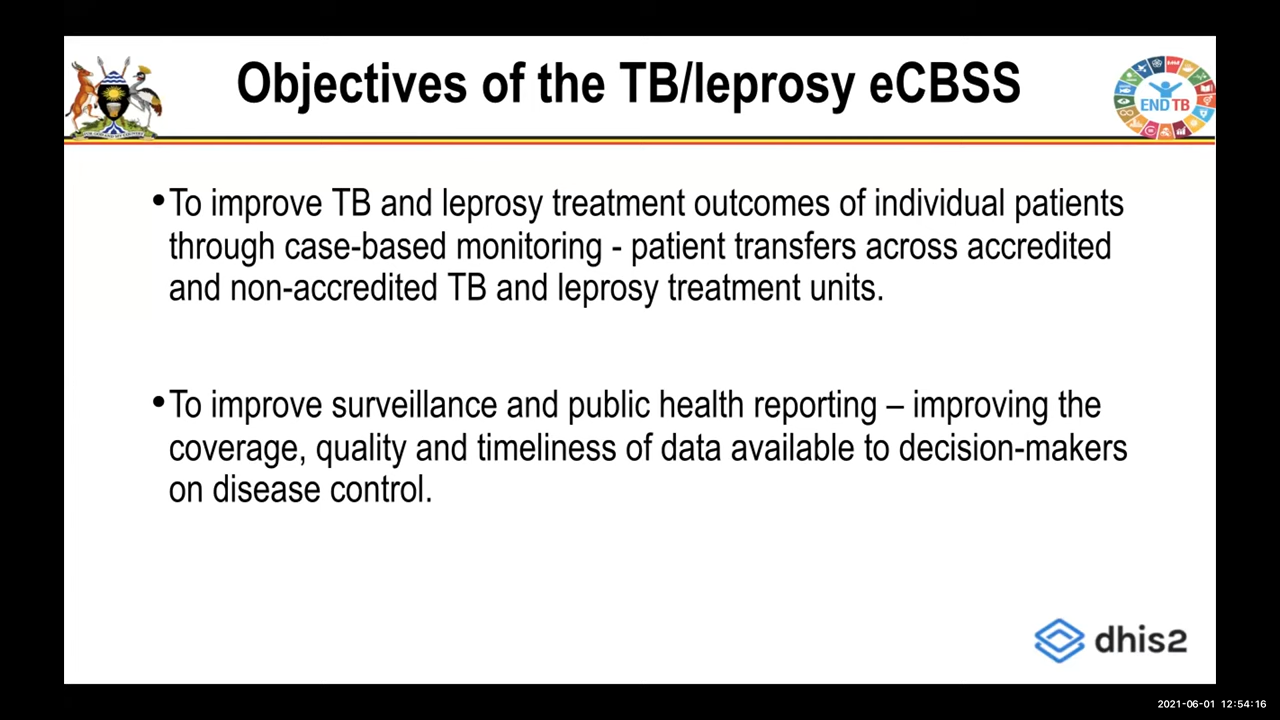 Objectives of the TB/leprosy eCBSS
END TB
•To improve TB and leprosy treatment outcomes of individual patients
through case-based monitoring - patient transfers across accredited
and non-accredited TB and leprosy treatment units.
•To improve surveillance and public health reporting – improving the
coverage, quality and timeliness of data available to decision-makers
on disease control.
dhis2
2021-06-01 12:54:16